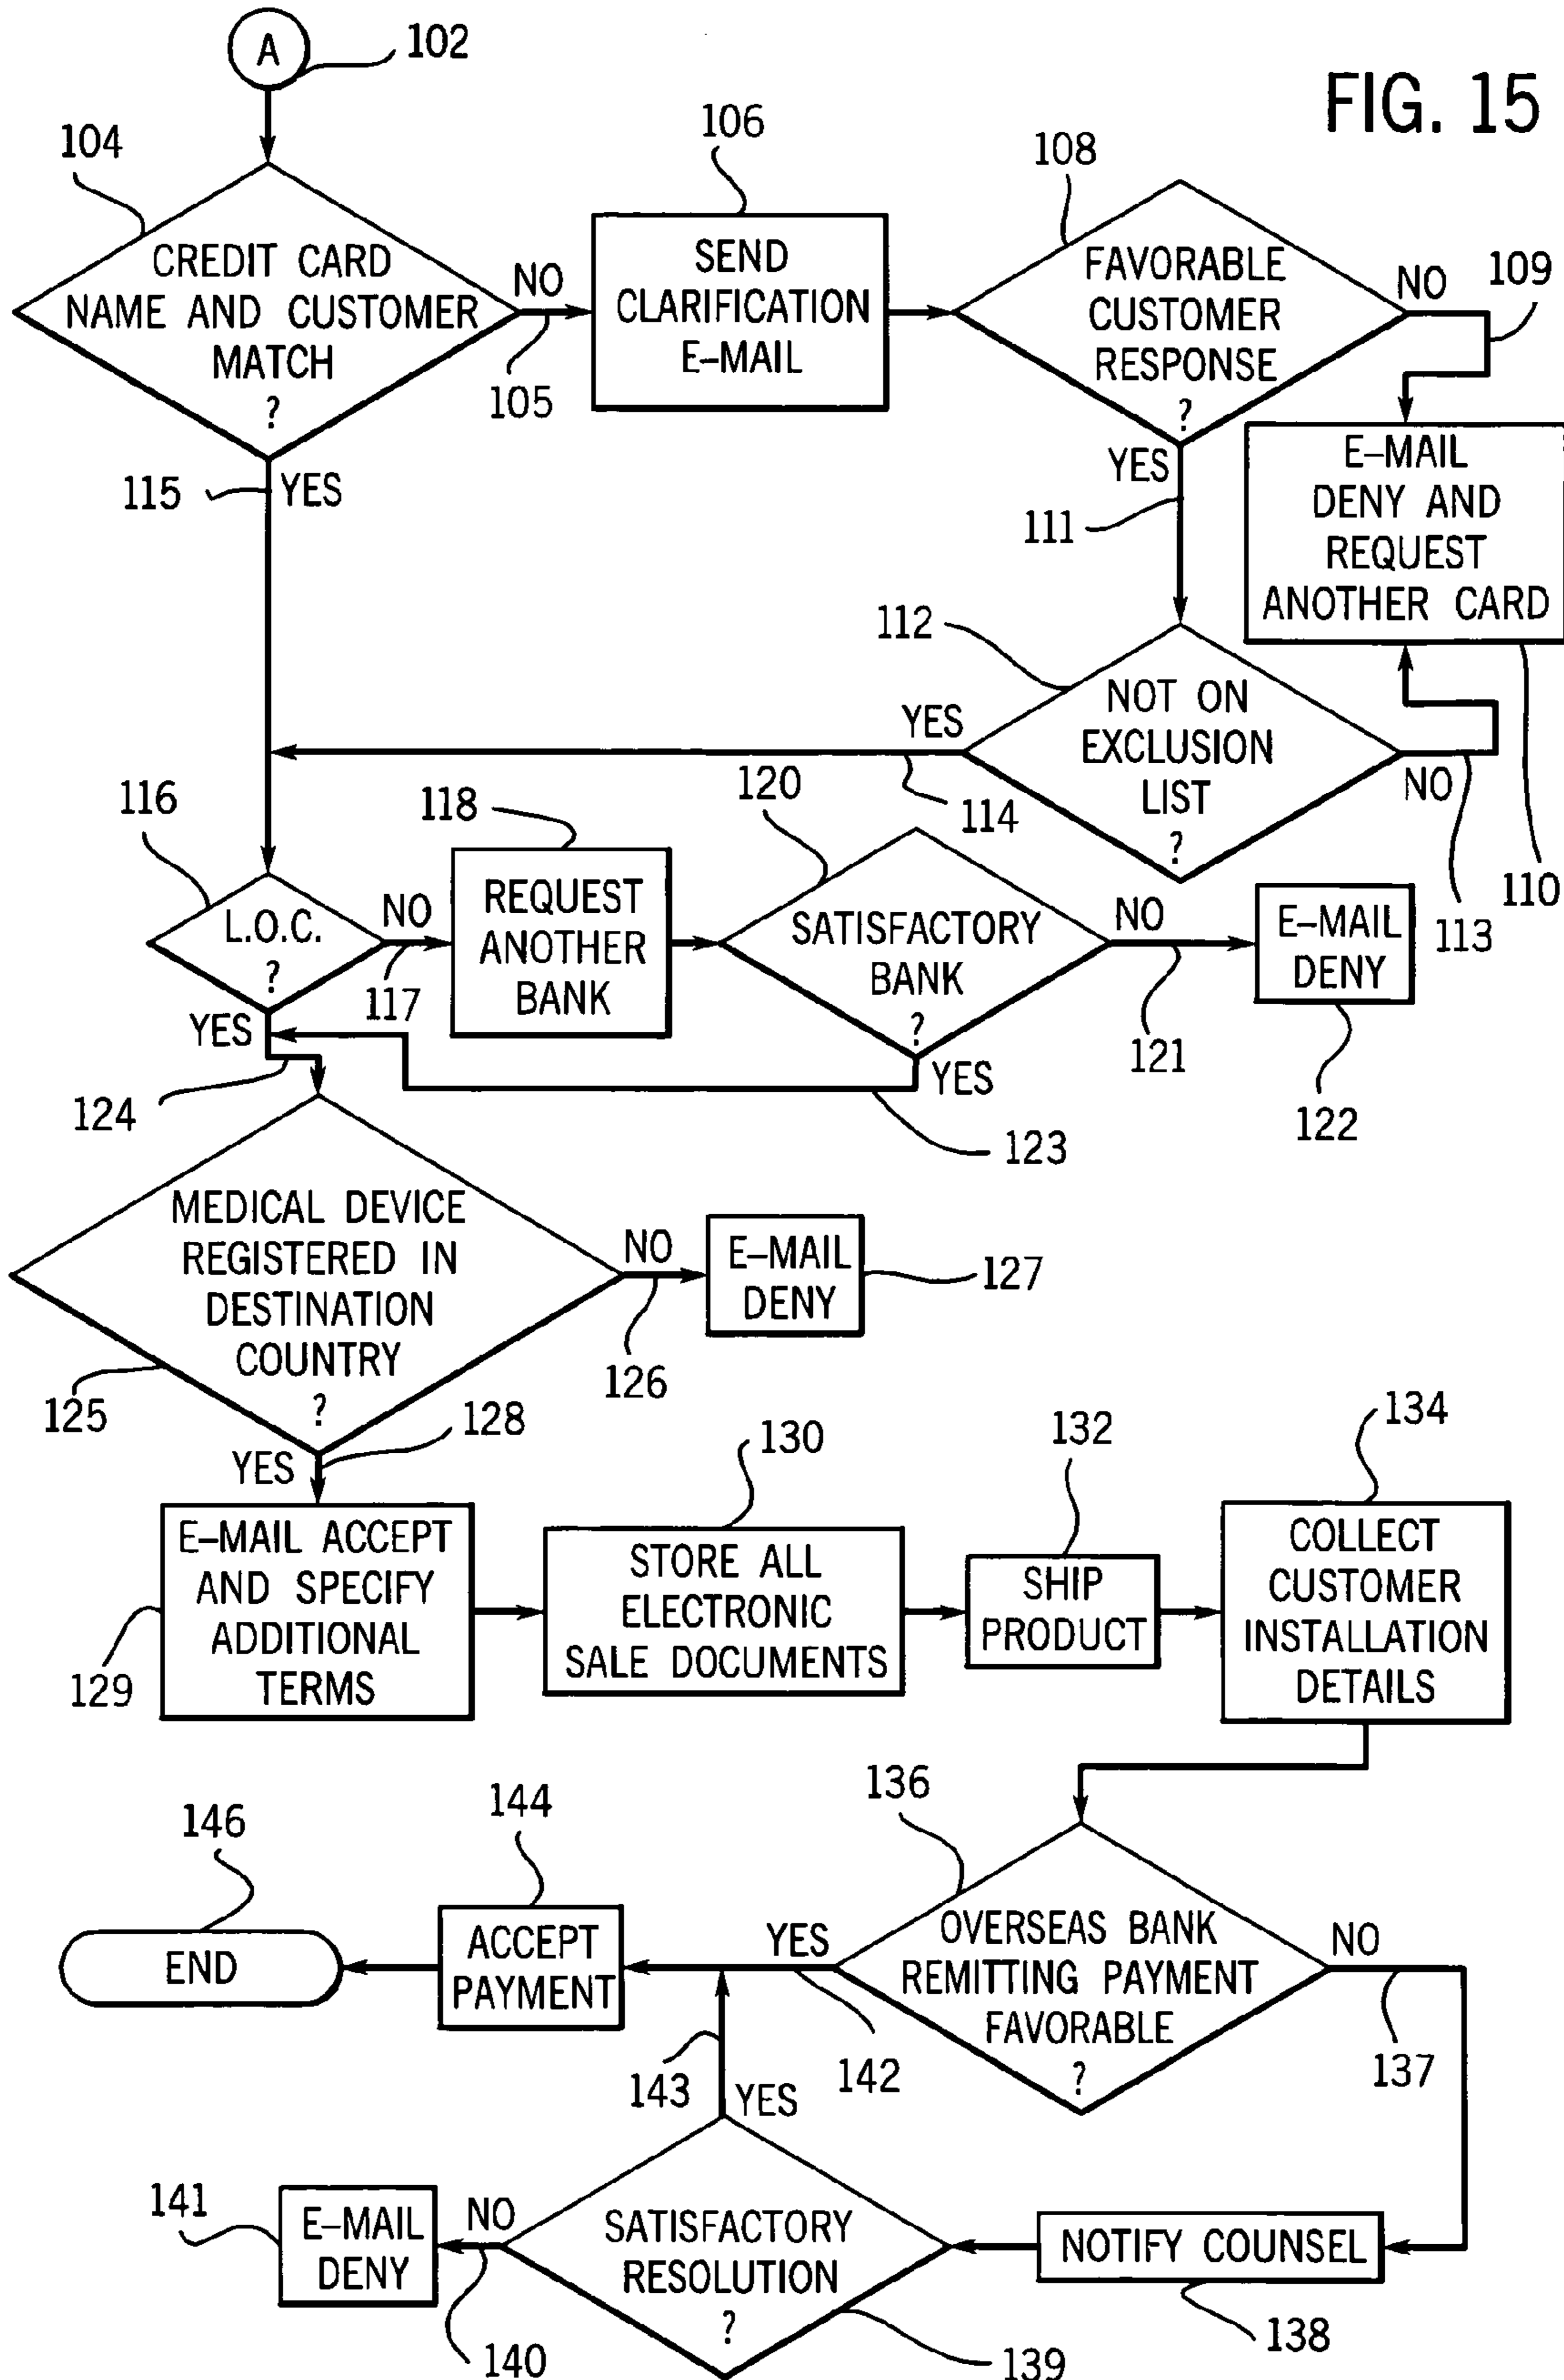 FIG. 15
A
102
104
CREDIT CARD
NAME AND CUSTOMER
MATCH
?
NO
105
106
SEND
CLARIFICATION
E-MAIL
108
FAVORABLE
CUSTOMER
RESPONSE
?
NO
109
YES
111
E-MAIL
DENY AND
REQUEST
ANOTHER CARD
110
115
YES
112
NOT ON
EXCLUSION
LIST
?
YES
114
NO
113
116
L.O.C.
?
NO
117
118
REQUEST
ANOTHER
BANK
120
SATISFACTORY
BANK
?
NO
121
E-MAIL
DENY
122
YES
123
YES
124
MEDICAL DEVICE
REGISTERED IN
DESTINATION
COUNTRY
?
125
NO
126
E-MAIL
DENY
127
YES
128
E-MAIL ACCEPT
AND SPECIFY
ADDITIONAL
TERMS
129
130
STORE ALL
ELECTRONIC
SALE DOCUMENTS
132
SHIP
PRODUCT
134
COLLECT
CUSTOMER
INSTALLATION
DETAILS
136
OVERSEAS BANK
REMITTING PAYMENT
FAVORABLE
?
NO
137
YES
142
144
ACCEPT
PAYMENT
146
END
143
YES
NOTIFY COUNSEL
138
SATISFACTORY
RESOLUTION
?
139
NO
140
E-MAIL
DENY
141